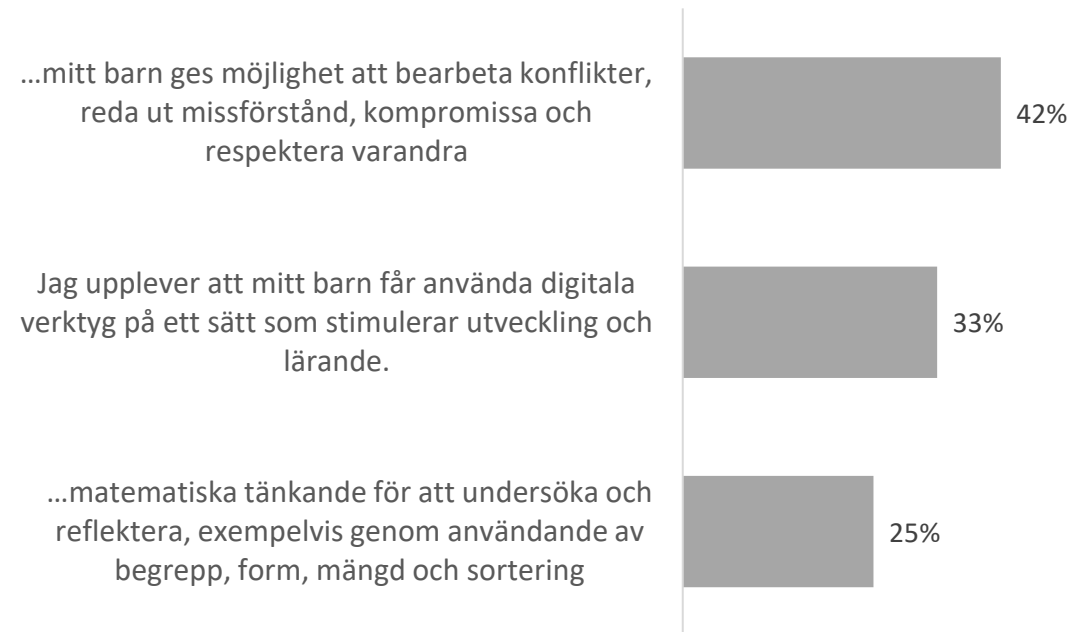 ...mitt barn ges möjlighet att bearbeta konflikter,
reda ut missförstånd, kompromissa och
respektera varandra
42%
Jag upplever att mitt barn får använda digitala
verktyg på ett sätt som stimulerar utveckling och
lärande.
33%
...matematiska tänkande för att undersöka och
reflektera, exempelvis genom användande av
begrepp, form, mängd och sortering
25%